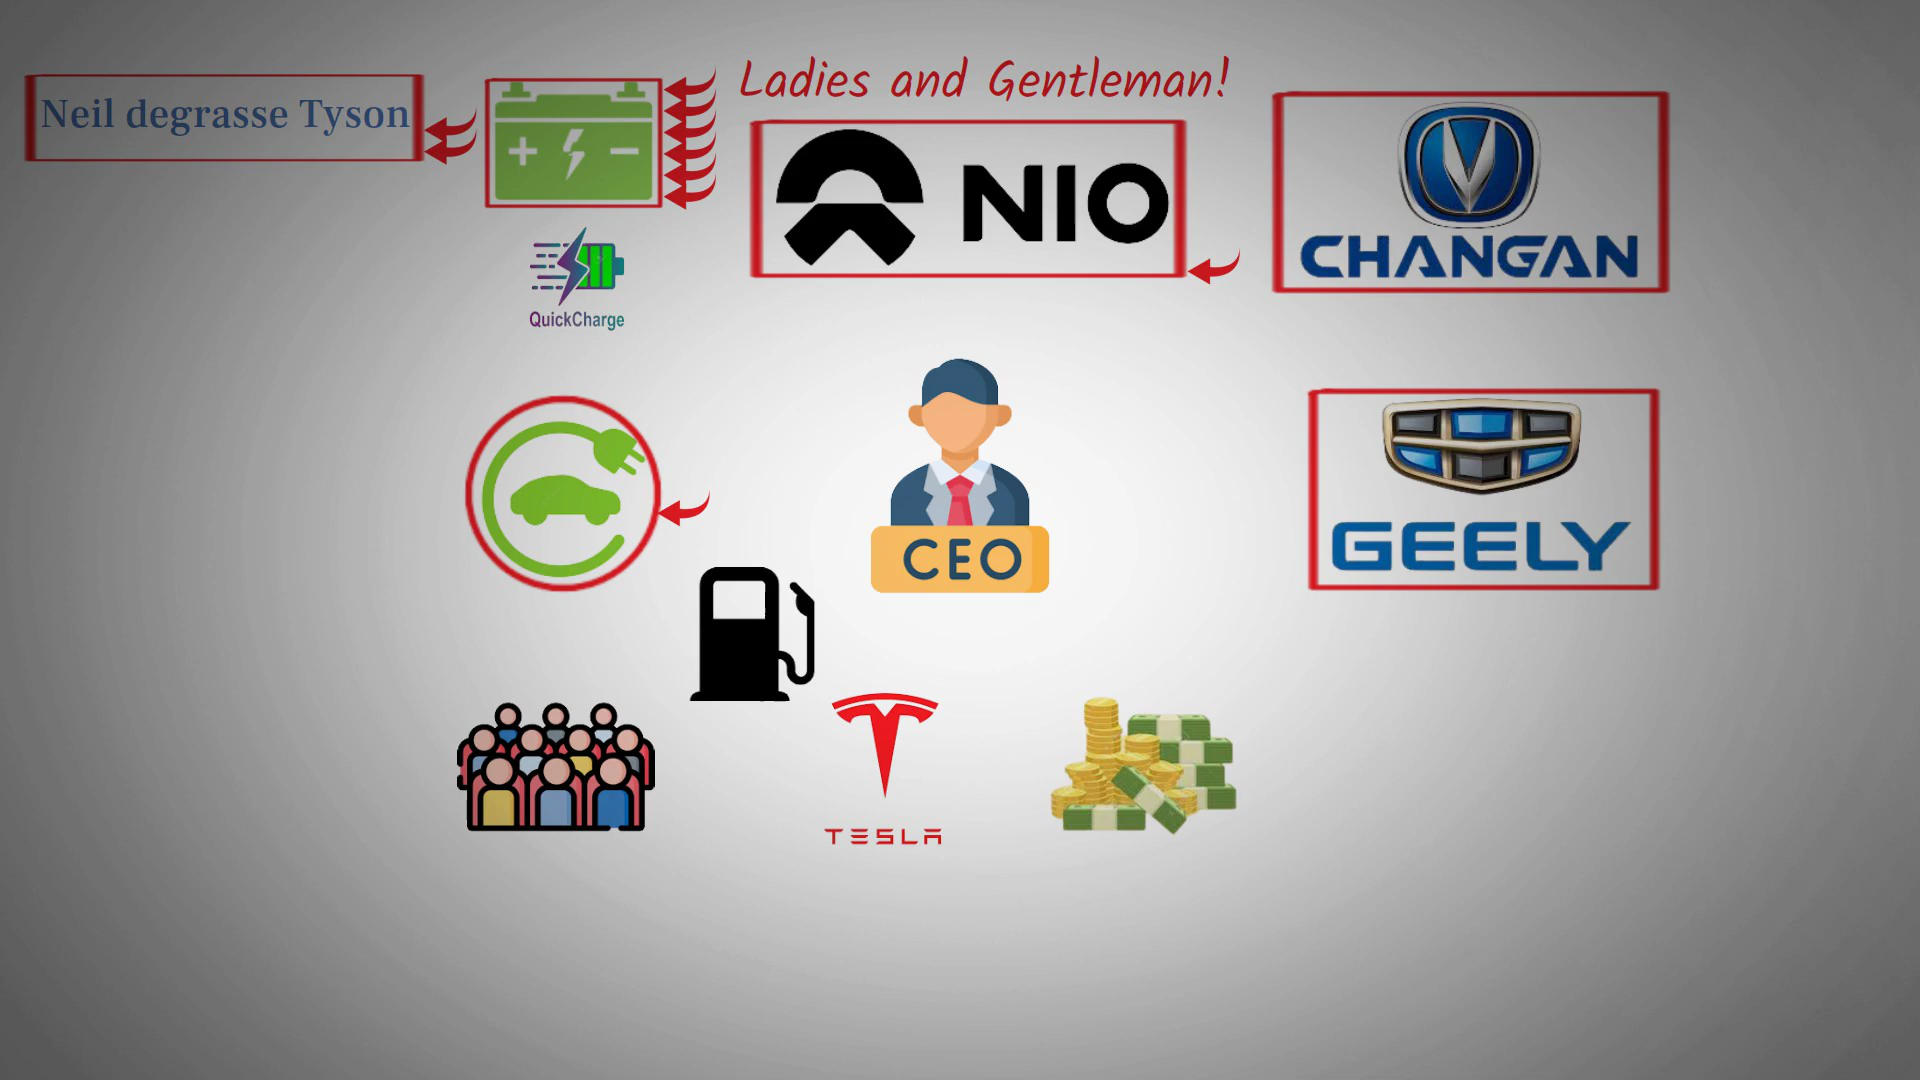 Ladies and Gentleman!
Neil degrasse Tyson
NIO
CHANGAN
QuickCharge
GEELY
CEO
TESLA